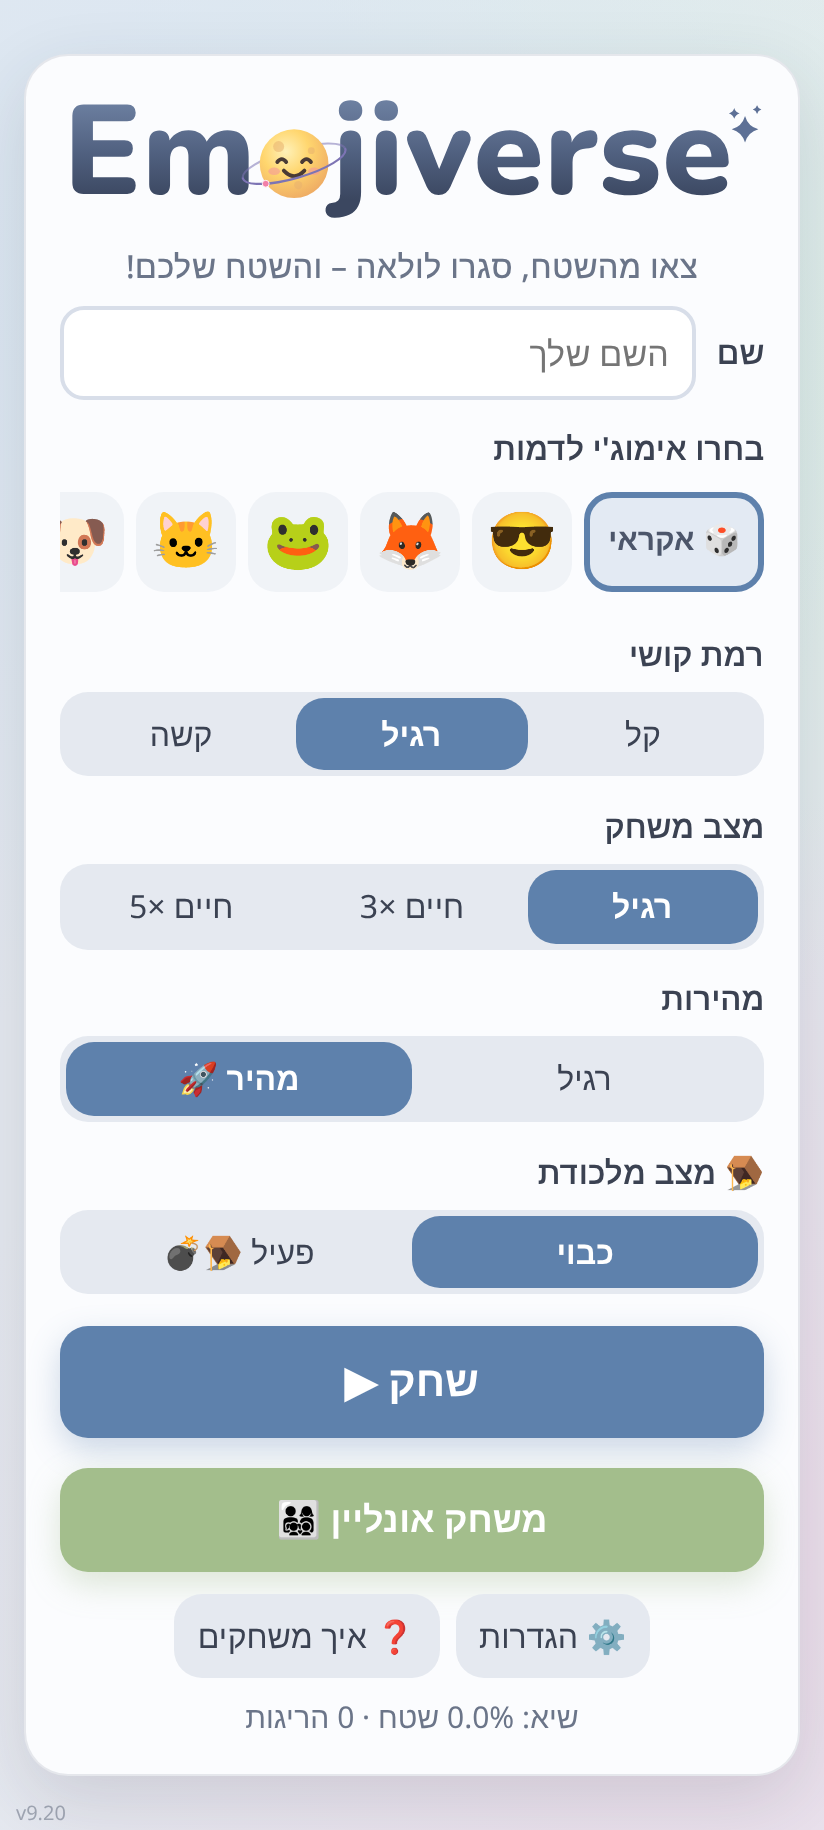 Emojiverse
צאו מהשטח, סגרו לולאה – והשטח שלכם!
שם
השם שלך
בחרו אימוג'י לדמות
🎲 אקראי 😎 🦊 🐸 🐱 🐶
רמת קושי
קל רגיל קשה
מצב משחק
רגיל 3× חיים 5× חיים
מהירות
רגיל מהיר 🚀
🪤 מצב מלכודת
כבוי פעיל 🪤💣
שחק ▶
משחק אונליין 👨‍👩‍👧‍👦
⚙️ הגדרות ❓ איך משחקים
שיא: 0.0% שטח · 0 הריגות
v9.20